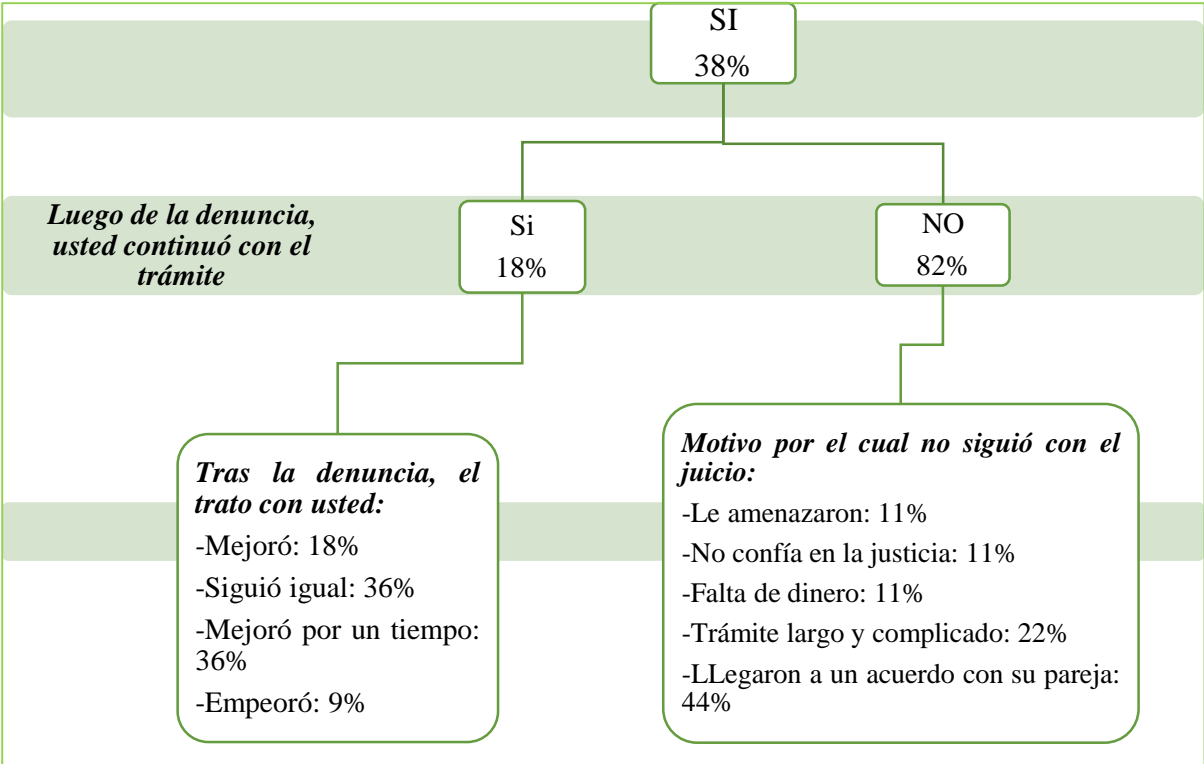 SI
38%
Luego de la denuncia,
usted continuó con el
trámite
Si
18%
NO
82%
Tras la denuncia, el
trato con usted:
-Mejoró: 18%
-Siguió igual: 36%
-Mejoró por un tiempo:
36%
-Empeoró: 9%
Motivo por el cual no siguió con el
juicio:
-Le amenazaron: 11%
-No confía en la justicia: 11%
-Falta de dinero: 11%
-Trámite largo y complicado: 22%
-LLegaron a un acuerdo con su pareja:
44%